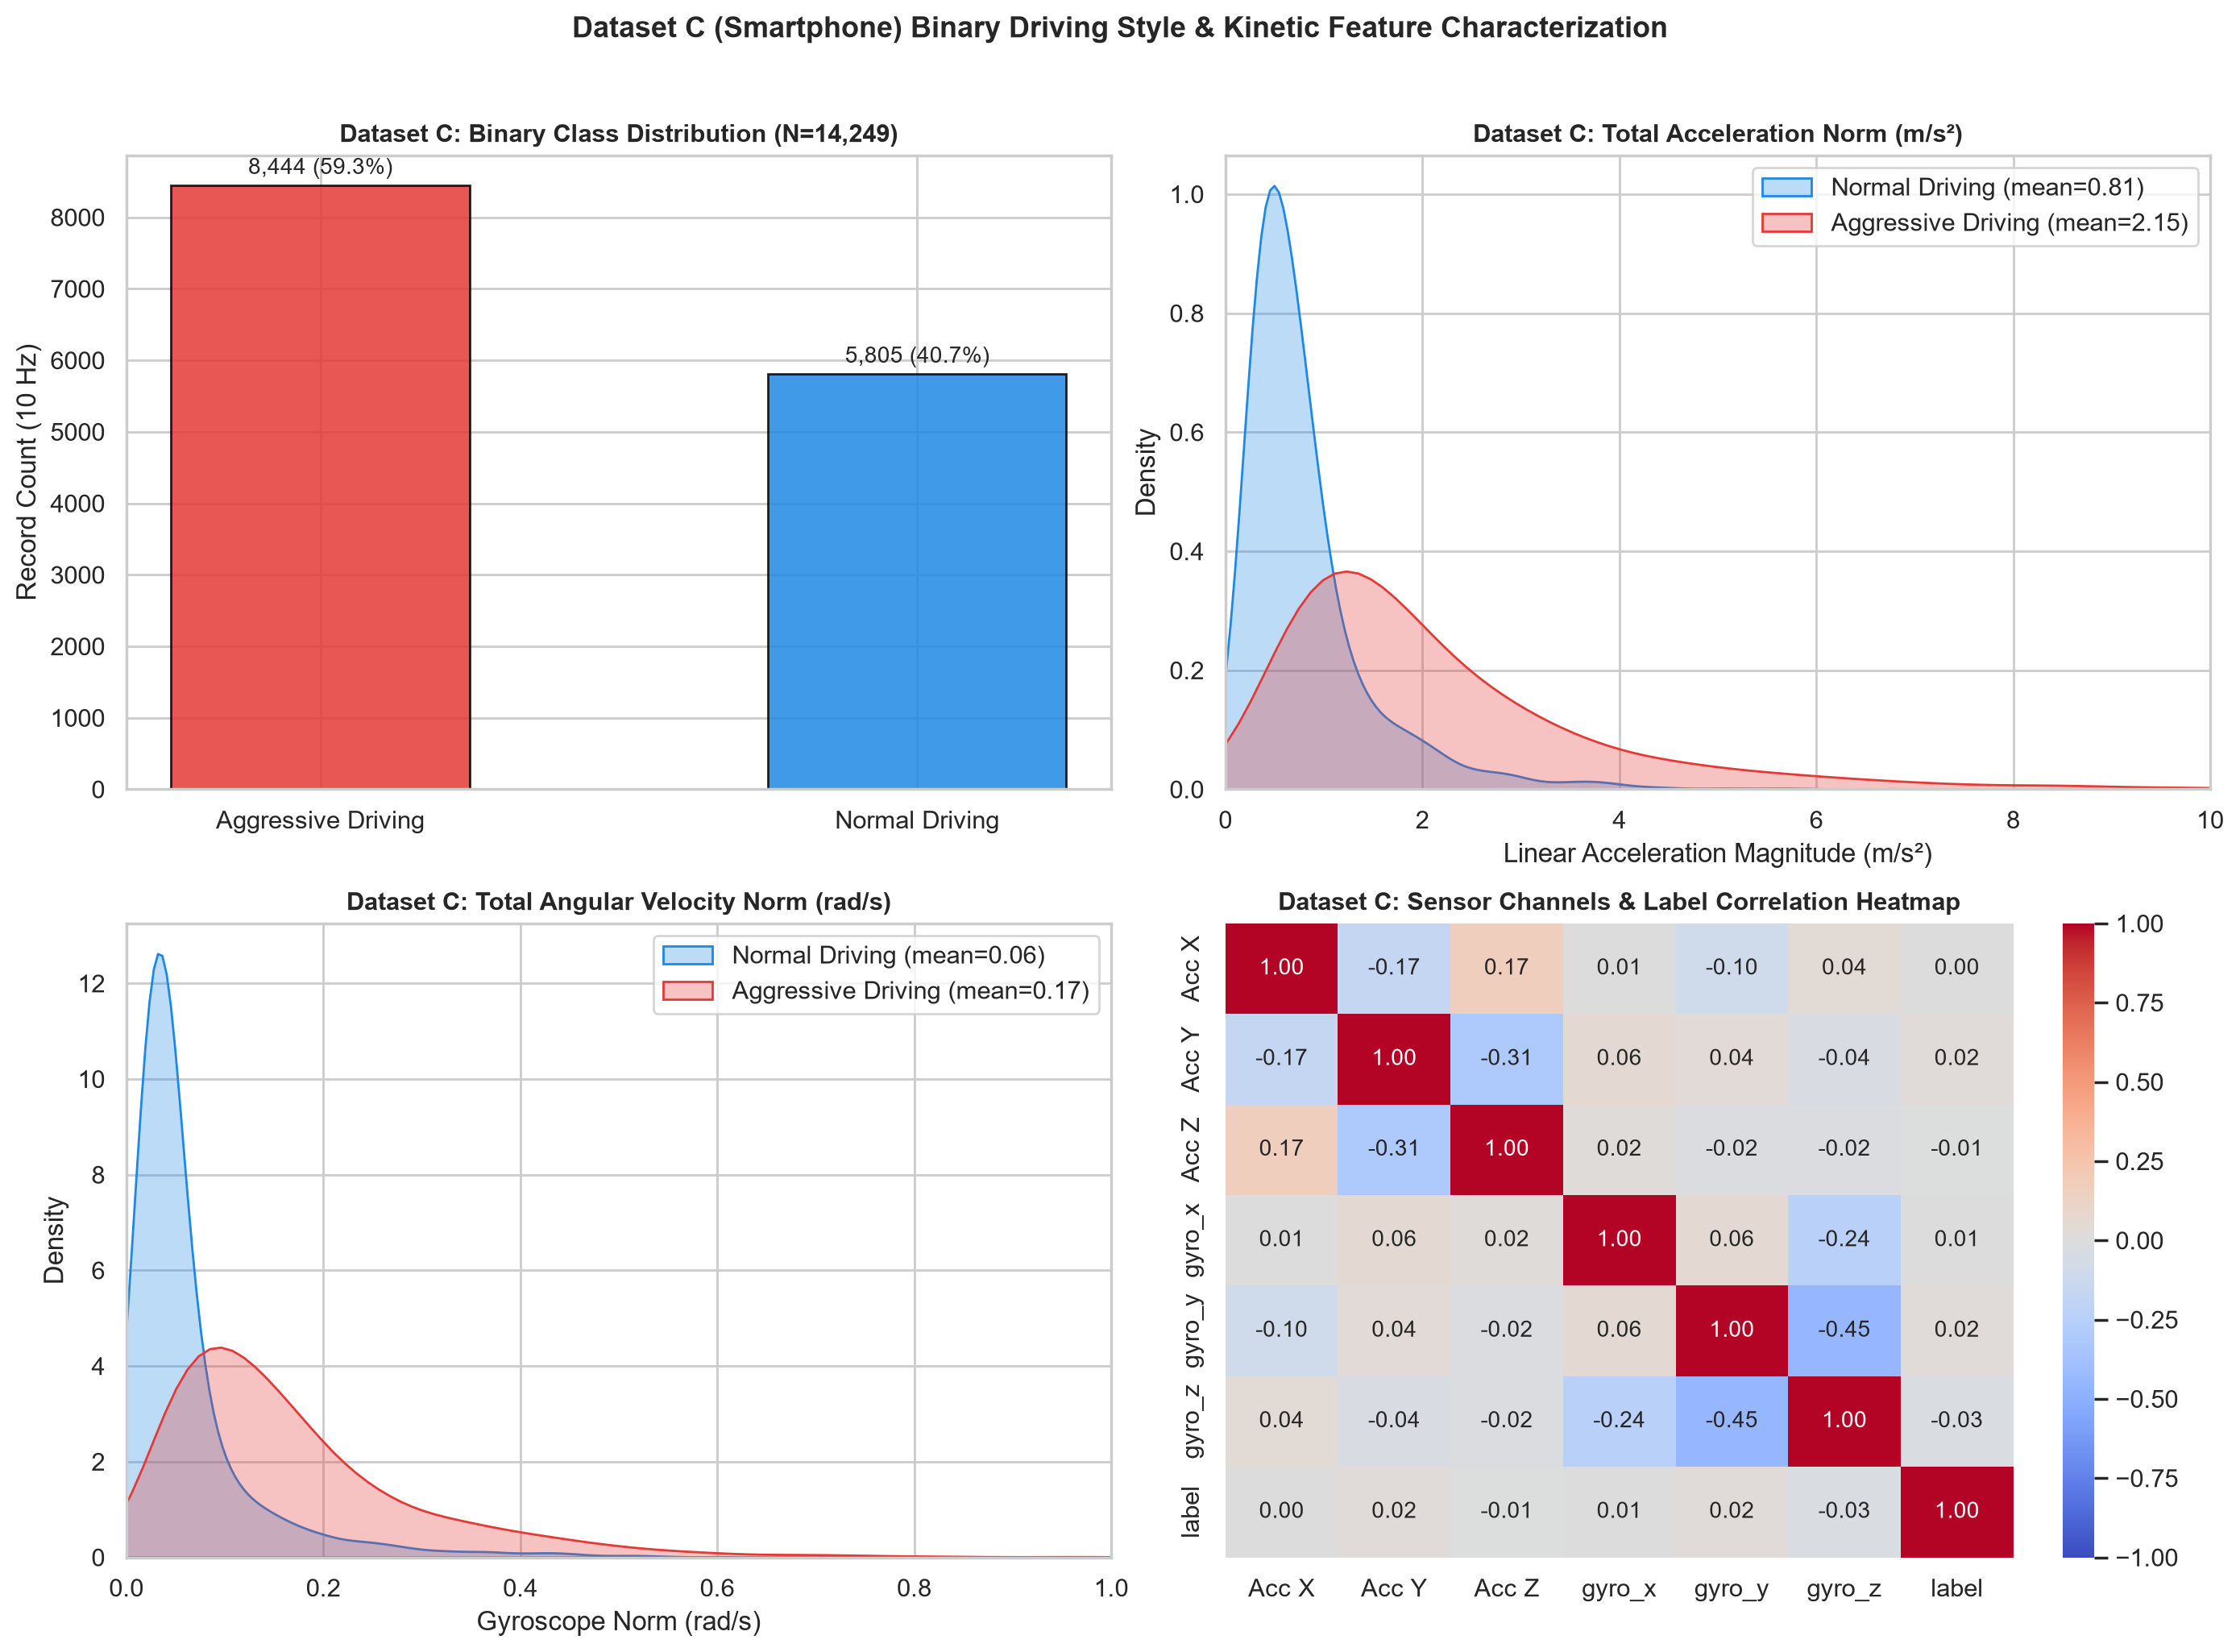 Dataset C (Smartphone) Binary Driving Style & Kinetic Feature Characterization
Dataset C: Binary Class Distribution (N=14,249)
8,444 (59.3%)
5,805 (40.7%)
Record Count (10 Hz)
8000
7000
6000
5000
4000
3000
2000
1000
0
Aggressive Driving
Normal Driving
Dataset C: Total Acceleration Norm (m/s²)
Normal Driving (mean=0.81)
Aggressive Driving (mean=2.15)
Density
1.0
0.8
0.6
0.4
0.2
0.0
0 2 4 6 8 10
Linear Acceleration Magnitude (m/s²)
Dataset C: Total Angular Velocity Norm (rad/s)
Normal Driving (mean=0.06)
Aggressive Driving (mean=0.17)
Density
12
10
8
6
4
2
0
0.0 0.2 0.4 0.6 0.8 1.0
Gyroscope Norm (rad/s)
Dataset C: Sensor Channels & Label Correlation Heatmap
Acc X 1.00 -0.17 0.17 0.01 -0.10 0.04 0.00
Acc Y -0.17 1.00 -0.31 0.06 0.04 -0.04 0.02
Acc Z 0.17 -0.31 1.00 0.02 -0.02 -0.02 -0.01
gyro_x 0.01 0.06 0.02 1.00 0.06 -0.24 0.01
gyro_y -0.10 0.04 -0.02 0.06 1.00 -0.45 0.02
gyro_z 0.04 -0.04 -0.02 -0.24 -0.45 1.00 -0.03
label 0.00 0.02 -0.01 0.01 0.02 -0.03 1.00
Acc X Acc Y Acc Z gyro_x gyro_y gyro_z label
1.00
0.75
0.50
0.25
0.00
−0.25
−0.50
−0.75
−1.00